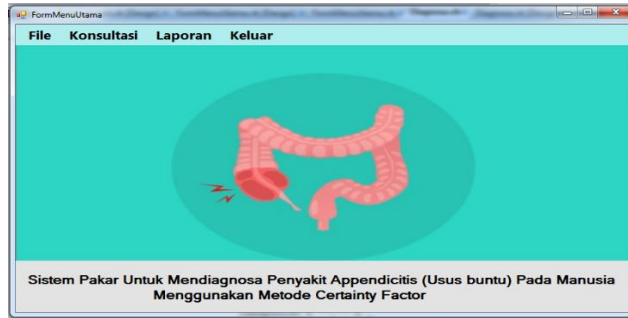 FormMenuUtama
File Konsultasi Laporan Keluar
Sistem Pakar Untuk Mendiagnosa Penyakit Appendicitis (Usus buntu) Pada Manusia
Menggunakan Metode Certainty Factor